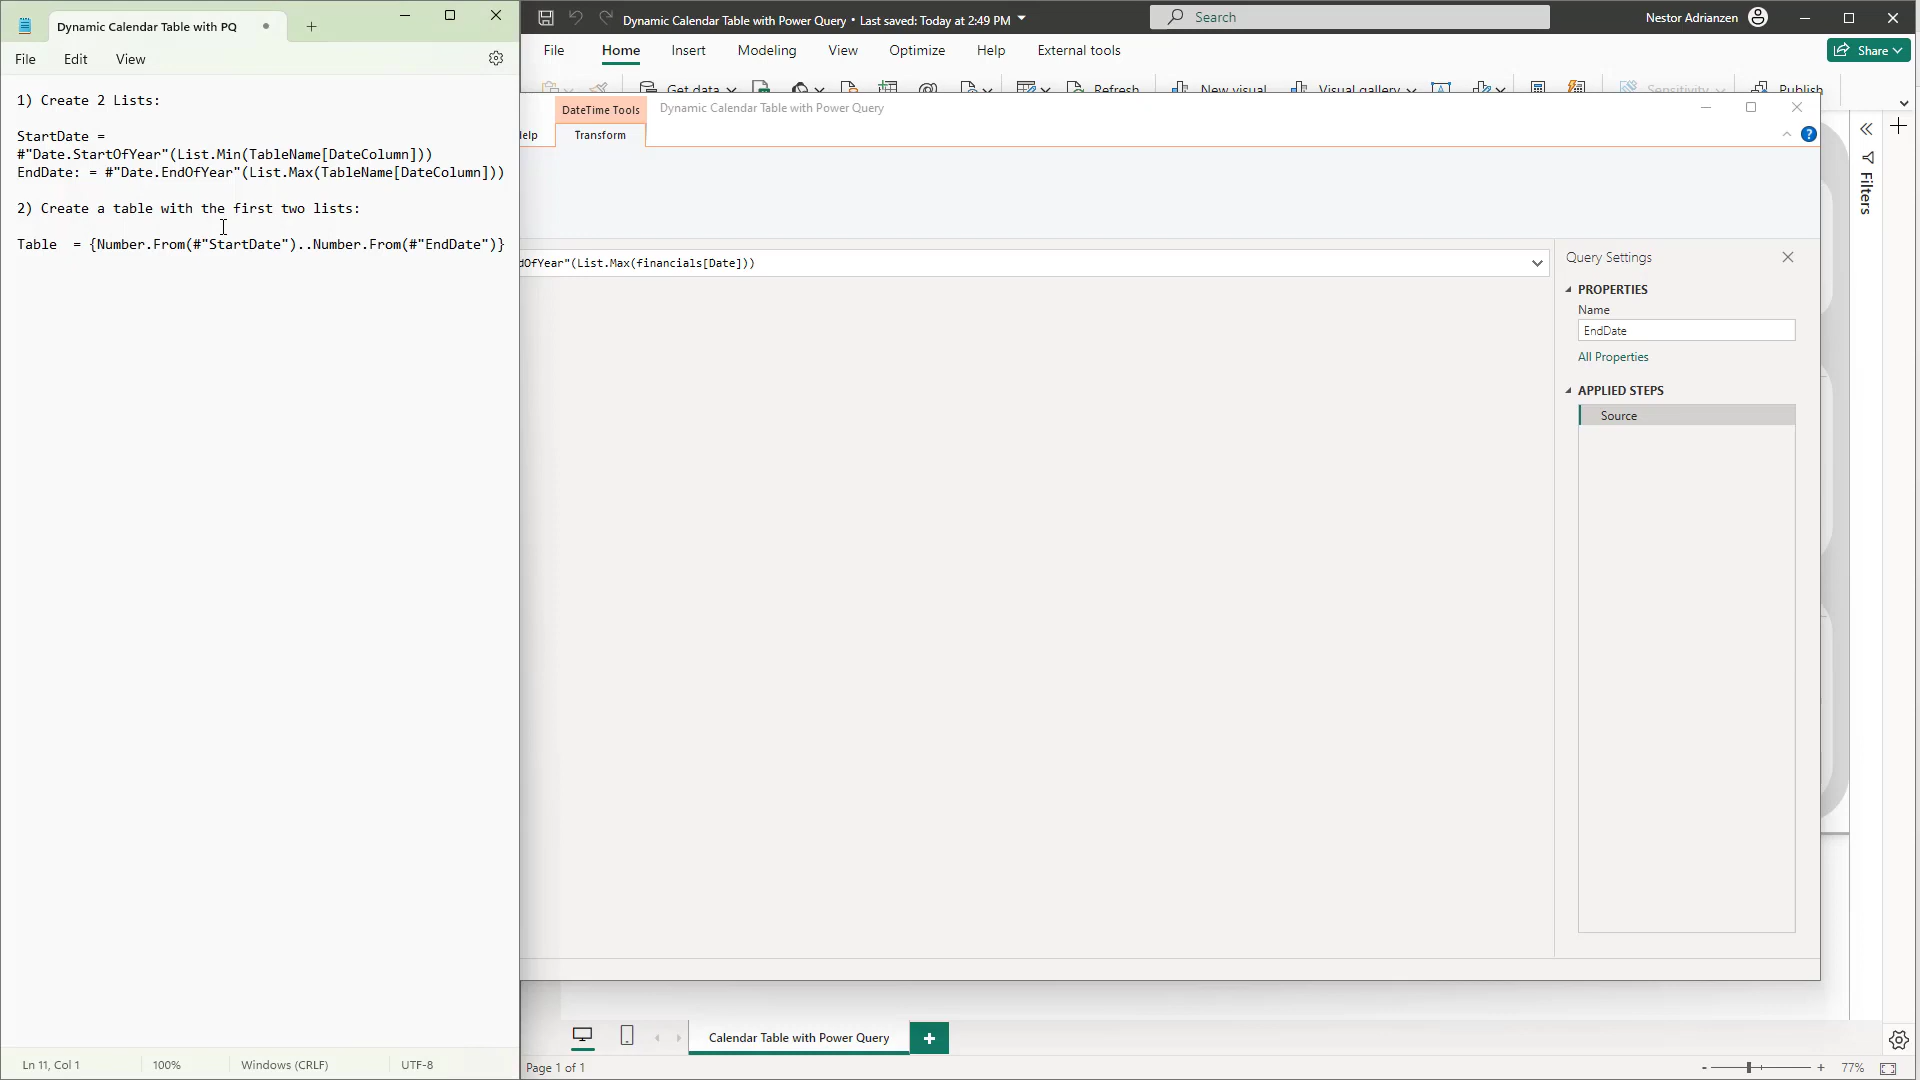 Dynamic Calendar Table with PQ
File Edit View
1) Create 2 Lists:
StartDate =
#"Date.StartOfYear"(List.Min(TableName[DateColumn]))
EndDate: = #"Date.EndOfYear"(List.Max(TableName[DateColumn]))
2) Create a table with the first two lists:
Table  = {Number.From(#"StartDate")..Number.From(#"EndDate")}
Ln 11, Col 1 100% Windows (CRLF) UTF-8
Dynamic Calendar Table with Power Query • Last saved: Today at 2:49 PM
Search
Nestor Adrianzen
File Home Insert Modeling View Optimize Help External tools
Share
Get data Refresh New visual Visual gallery Sensitivity Publish
DateTime Tools Dynamic Calendar Table with Power Query
elp Transform
dOfYear"(List.Max(financials[Date]))
Query Settings
PROPERTIES
Name
EndDate
All Properties
APPLIED STEPS
Source
Filters
Calendar Table with Power Query
Page 1 of 1
77%